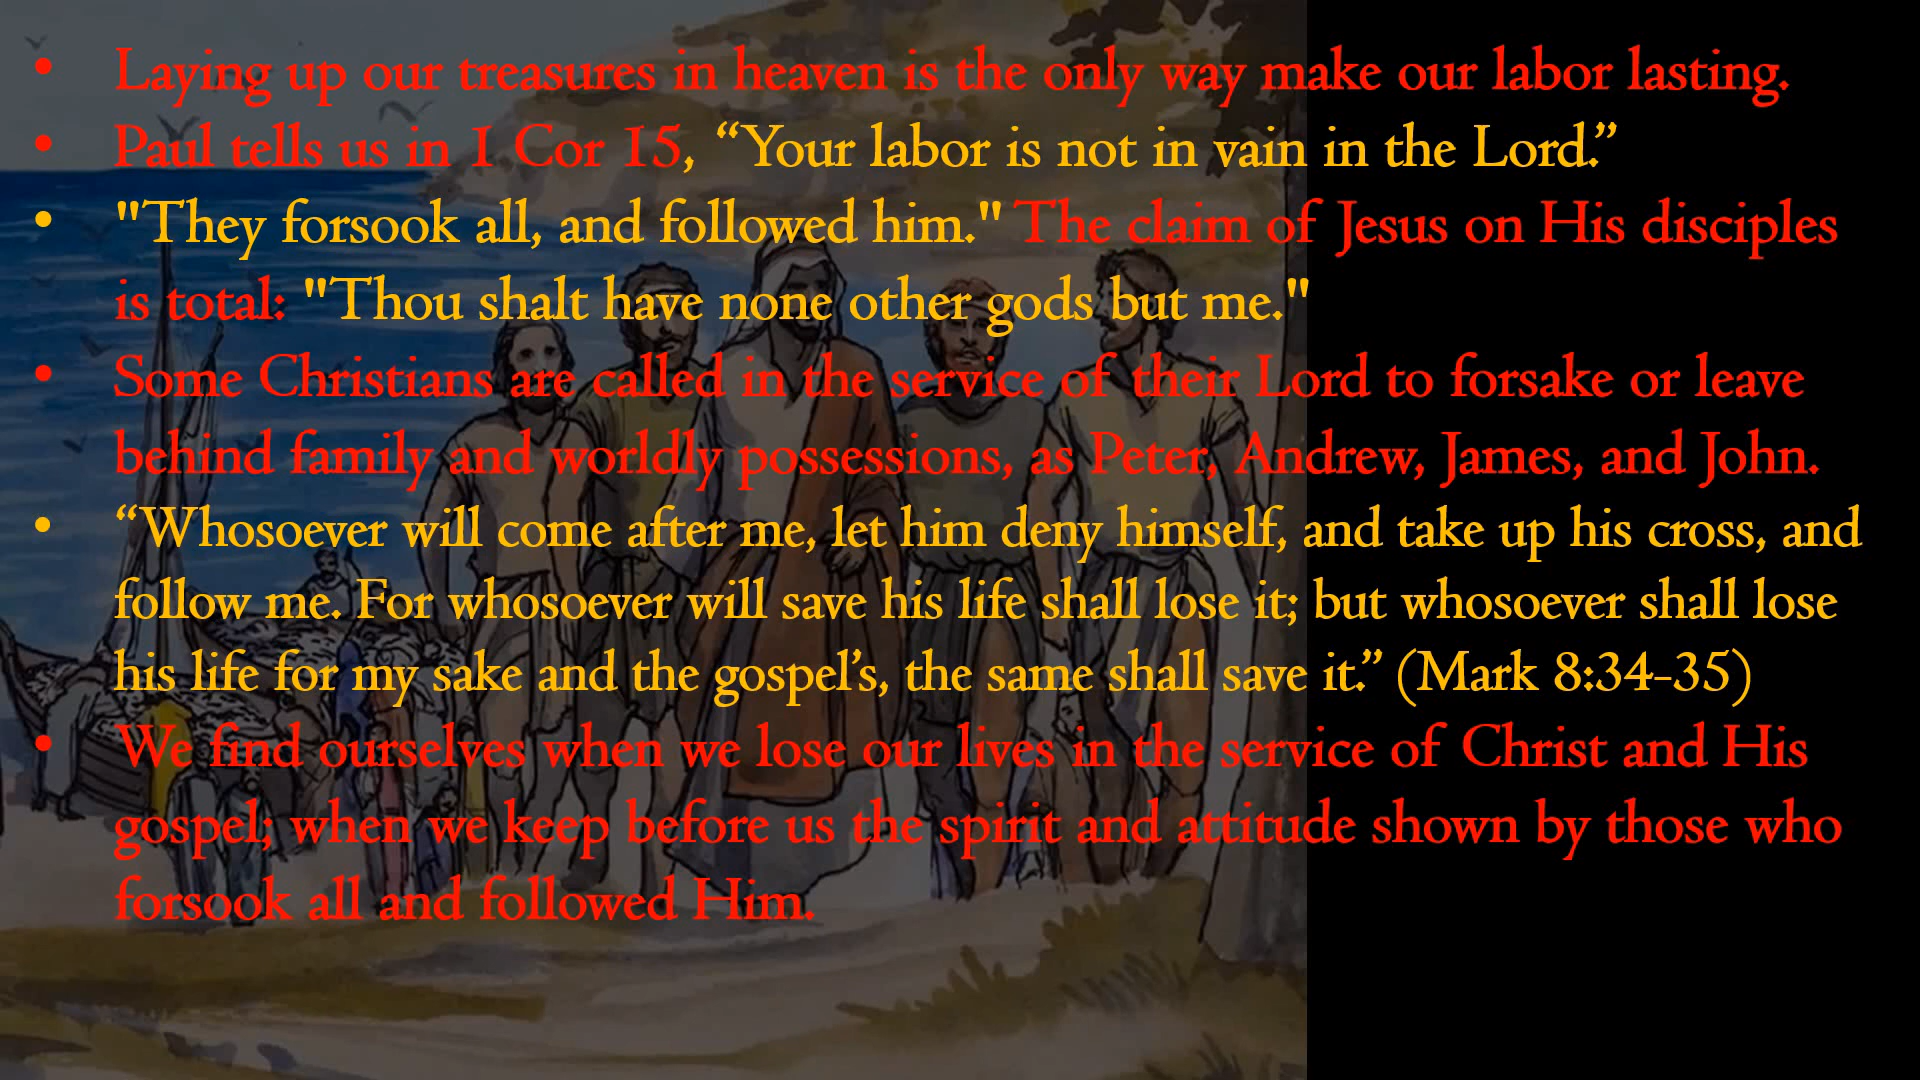 • Laying up our treasures in heaven is the only way make our labor lasting.
• Paul tells us in 1 Cor 15, “Your labor is not in vain in the Lord.”
• "They forsook all, and followed him." The claim of Jesus on His disciples
is total: "Thou shalt have none other gods but me."
• Some Christians are called in the service of their Lord to forsake or leave
behind family and worldly possessions, as Peter, Andrew, James, and John.
• “Whosoever will come after me, let him deny himself, and take up his cross, and
follow me. For whosoever will save his life shall lose it; but whosoever shall lose
his life for my sake and the gospel’s, the same shall save it.” (Mark 8:34-35)
• We find ourselves when we lose our lives in the service of Christ and His
gospel; when we keep before us the spirit and attitude shown by those who
forsook all and followed Him.